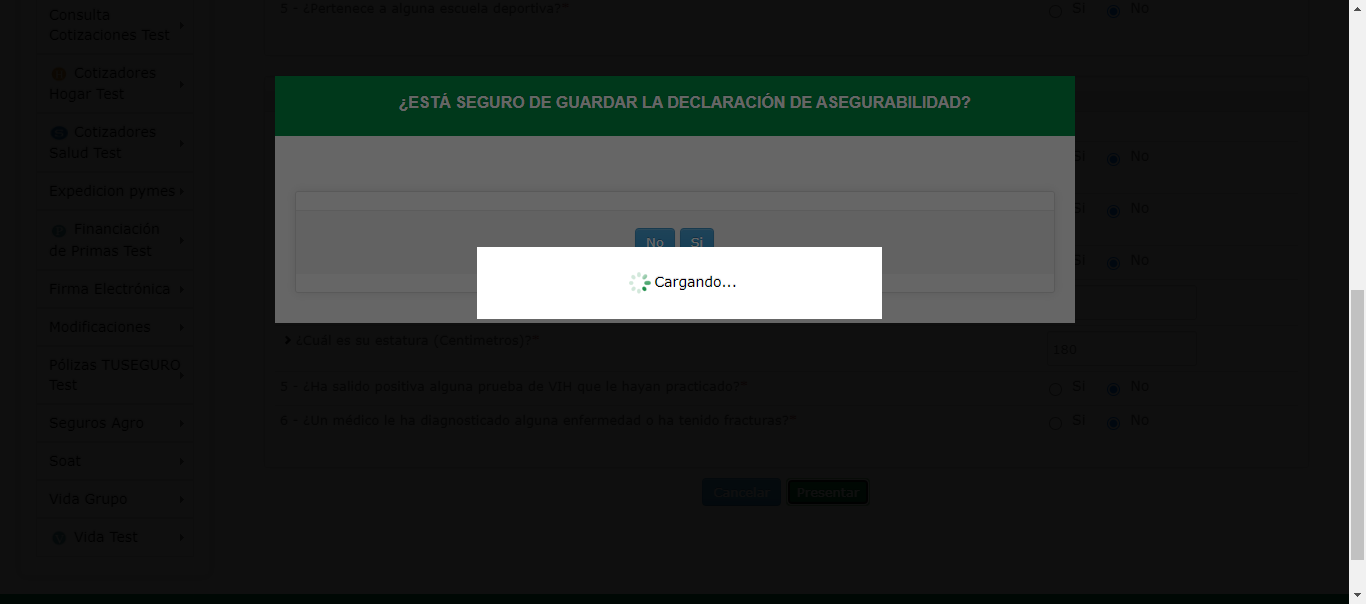 Consulta
Cotizaciones Test
Cotizadores
Hogar Test
Cotizadores
Salud Test
Expedicion pymes
Financiación
de Primas Test
Firma Electrónica
Modificaciones
Pólizas TUSEGURO
Test
Seguros Agro
Soat
Vida Grupo
Vida Test
5 - ¿Pertenece a alguna escuela deportiva?* Si No
¿ESTÁ SEGURO DE GUARDAR LA DECLARACIÓN DE ASEGURABILIDAD?
Si No
Si No
No Si
Si No
Cargando...
¿Cuál es su estatura (Centimetros)?* 180
5 - ¿Ha salido positiva alguna prueba de VIH que le hayan practicado?* Si No
6 - ¿Un médico le ha diagnosticado alguna enfermedad o ha tenido fracturas?* Si No
Cancelar Presentar